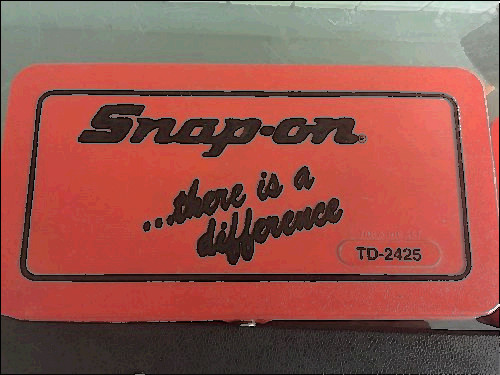 Snap-on®
...there is a
difference
TD-2425